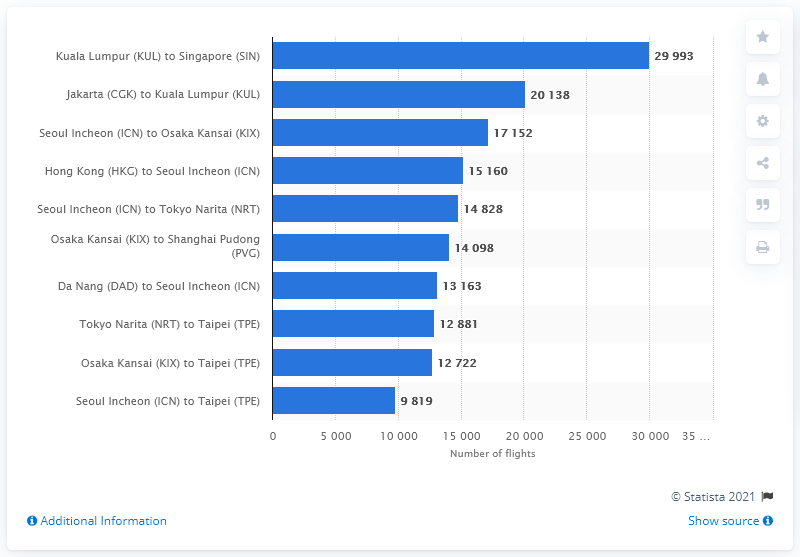 Kuala Lumpur (KUL) to Singapore (SIN) 29 993
Jakarta (CGK) to Kuala Lumpur (KUL) 20 138
Seoul Incheon (ICN) to Osaka Kansai (KIX) 17 152
Hong Kong (HKG) to Seoul Incheon (ICN) 15 160
Seoul Incheon (ICN) to Tokyo Narita (NRT) 14 828
Osaka Kansai (KIX) to Shanghai Pudong
(PVG) 14 098
Da Nang (DAD) to Seoul Incheon (ICN) 13 163
Tokyo Narita (NRT) to Taipei (TPE) 12 881
Osaka Kansai (KIX) to Taipei (TPE) 12 722
Seoul Incheon (ICN) to Taipei (TPE) 9 819
0 5 000 10 000 15 000 20 000 25 000 30 000 35 ...
Number of flights
© Statista 2021
Additional Information Show source